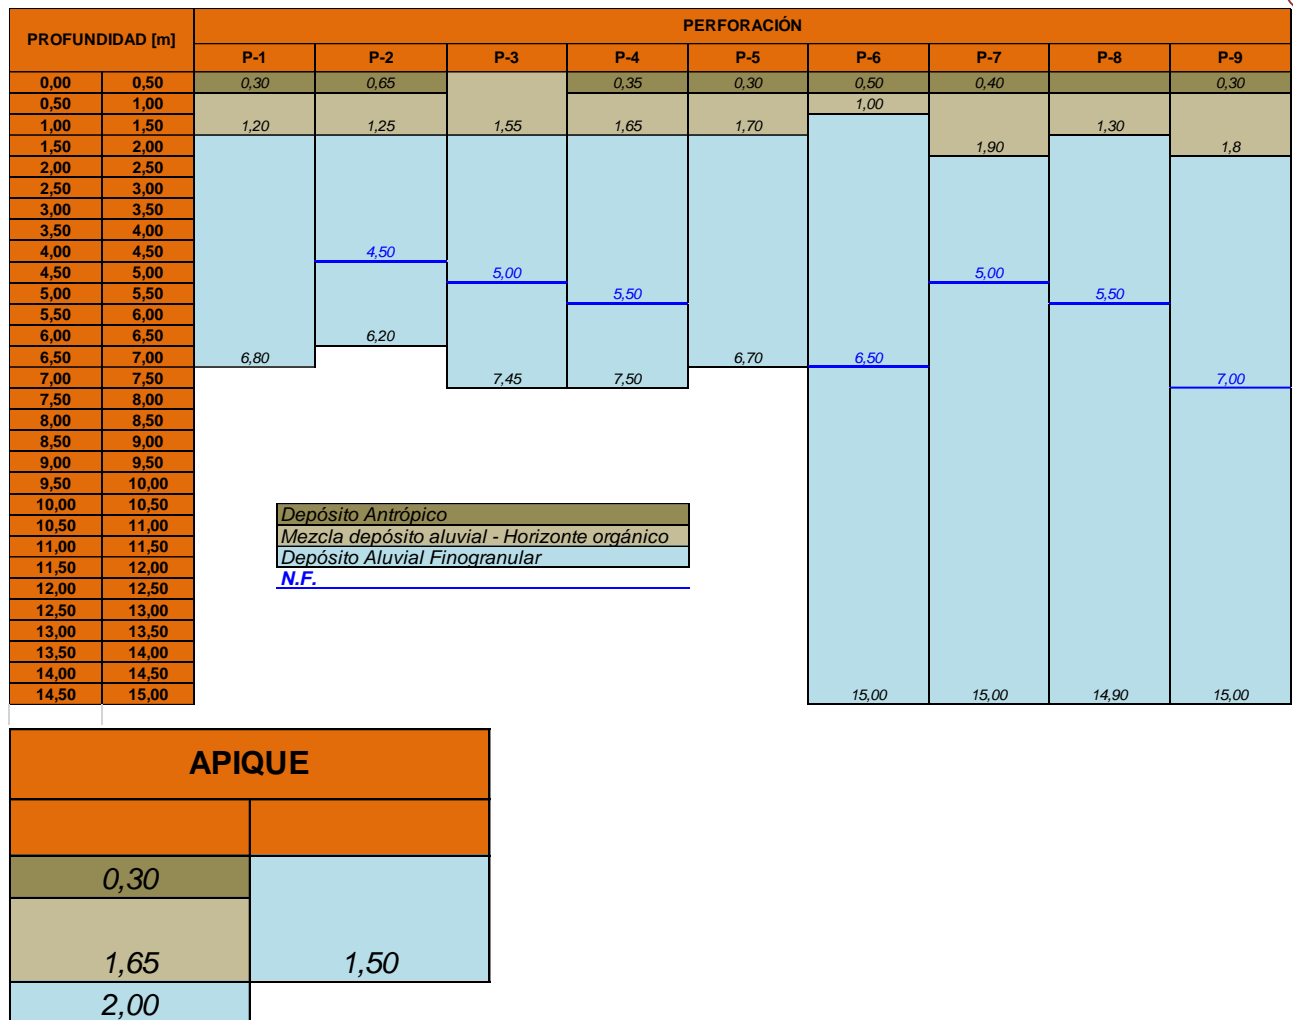 PROFUNDIDAD [m] PERFORACIÓN
P-1 P-2 P-3 P-4 P-5 P-6 P-7 P-8 P-9
0,00 0,50 0,30 0,65 0,35 0,30 0,50 0,40 0,30
0,50 1,00 1,00
1,00 1,50 1,20 1,25 1,55 1,65 1,70 1,30
1,50 2,00 1,90 1,8
2,00 2,50
2,50 3,00
3,00 3,50
3,50 4,00
4,00 4,50 4,50
4,50 5,00 5,00 5,00
5,00 5,50 5,50 5,50
5,50 6,00
6,00 6,50 6,20
6,50 7,00 6,80 6,70 6,50
7,00 7,50 7,45 7,50 7,00
7,50 8,00
8,00 8,50
8,50 9,00
9,00 9,50
9,50 10,00
10,00 10,50 Depósito Antrópico
10,50 11,00 Mezcla depósito aluvial - Horizonte orgánico
11,00 11,50 Depósito Aluvial Finogranular
11,50 12,00 N.F.
12,00 12,50
12,50 13,00
13,00 13,50
13,50 14,00
14,00 14,50
14,50 15,00 15,00 15,00 14,90 15,00
APIQUE
0,30
1,65 1,50
2,00